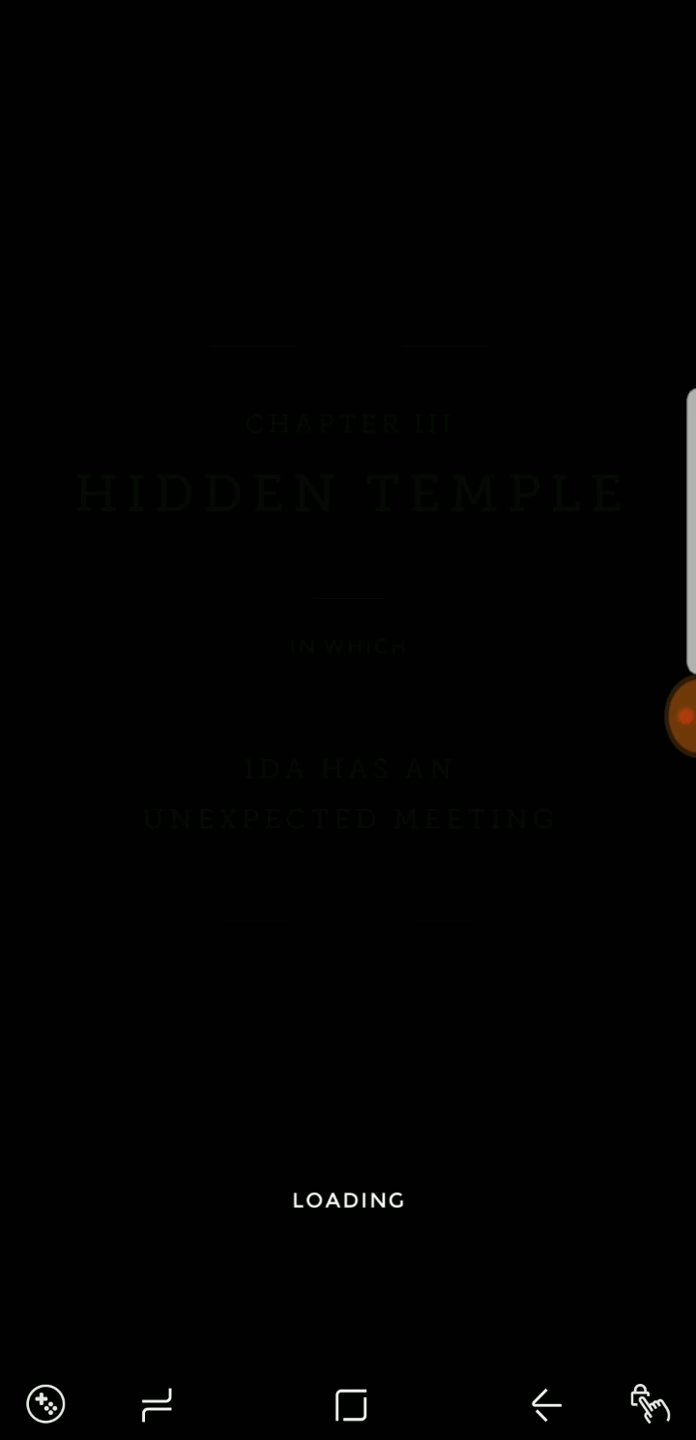 CHAPTER III
HIDDEN TEMPLE
IN WHICH
IDA HAS AN
UNEXPECTED MEETING
LOADING